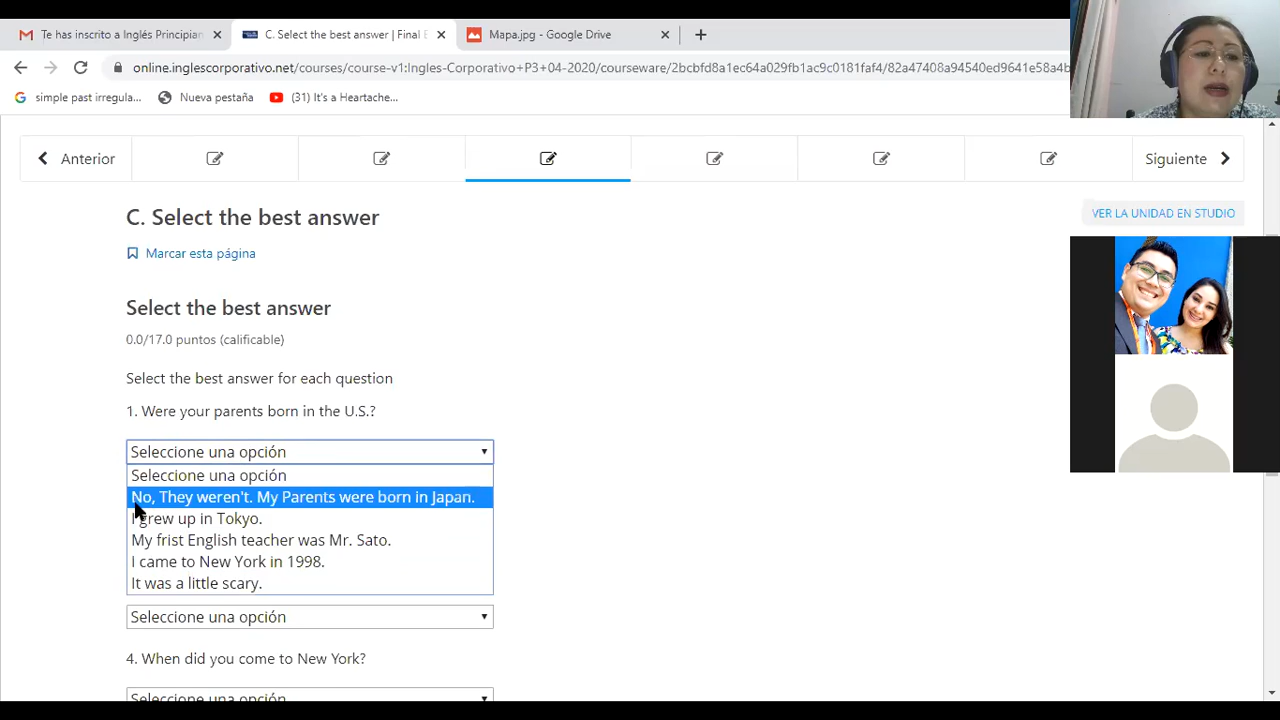 Te has inscrito a Inglés Principian
C. Select the best answer | Final E
Mapa.jpg - Google Drive
online.inglescorporativo.net/courses/course-v1:Ingles-Corporativo+P3+04-2020/courseware/2bcbfd8a1ec64a029fb1ac9c0181faf4/82a47408a94540ed9641e58a4b
simple past irregula...
Nueva pestaña
(31) It's a Heartache...
Anterior
Siguiente
C. Select the best answer
VER LA UNIDAD EN STUDIO
Marcar esta página
Select the best answer
0.0/17.0 puntos (calificable)
Select the best answer for each question
1. Were your parents born in the U.S.?
Seleccione una opción
Seleccione una opción
No, They weren't. My Parents were born in Japan.
I grew up in Tokyo.
My frist English teacher was Mr. Sato.
I came to New York in 1998.
It was a little scary.
Seleccione una opción
4. When did you come to New York?
Seleccione una opción